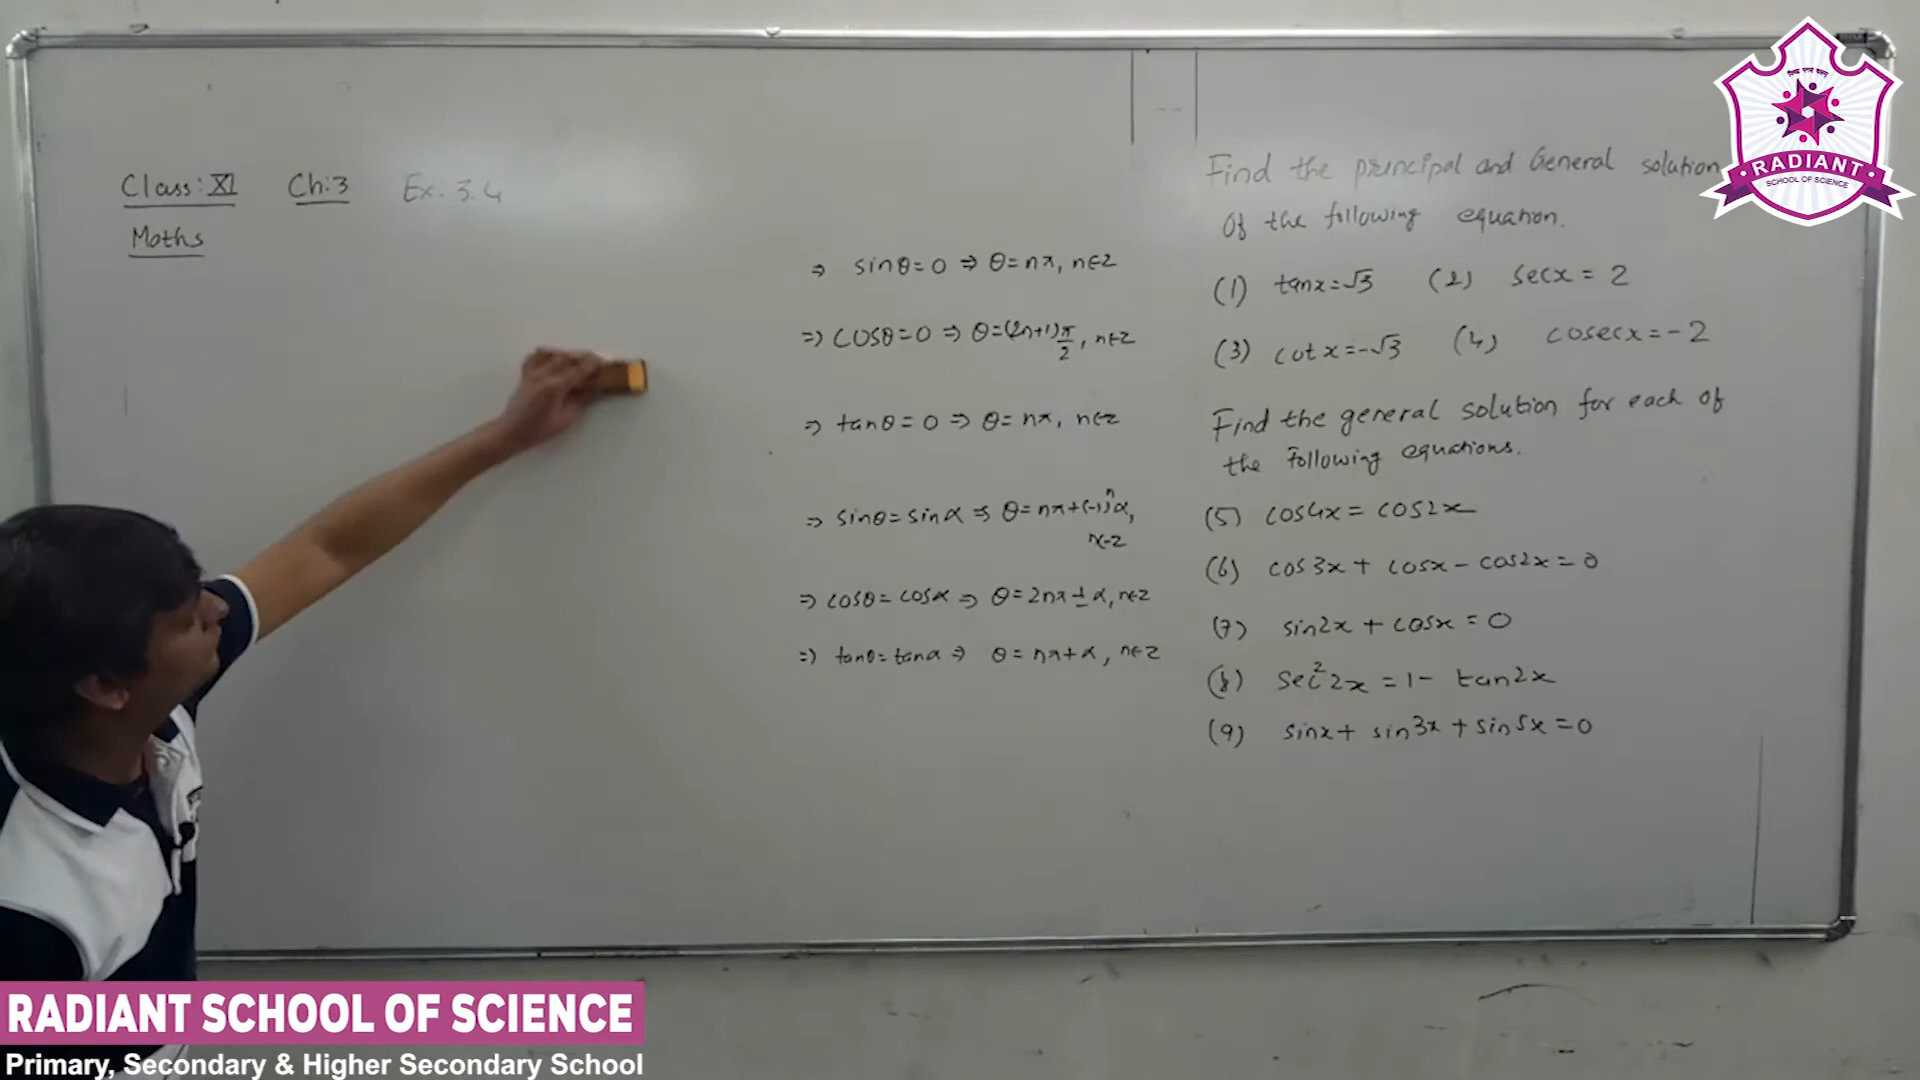 Class: XI Ch:3 Ex. 3.4
Maths
⇒ sinθ = 0 ⇒ θ = nπ, n∈Z
⇒ cosθ = 0 ⇒ θ = (2n+1)π/2, n∈Z
⇒ tanθ = 0 ⇒ θ = nπ, n∈Z
⇒ sinθ = sinα ⇒ θ = nπ + (-1)ⁿα,
n∈Z
⇒ cosθ = cosα ⇒ θ = 2nπ ± α, n∈Z
⇒ tanθ = tanα ⇒ θ = nπ + α, n∈Z
Find the principal and General solution
Of the following equation.
(1) tanx = √3 (2) secx = 2
(3) cotx = -√3 (4) cosecx = -2
Find the general solution for each of
the following equations.
(5) cos4x = cos2x
(6) cos3x + cosx - cos2x = 0
(7) sin2x + cosx = 0
(8) sec²2x = 1 - tan2x
(9) sinx + sin3x + sin5x = 0
RADIANT
SCHOOL OF SCIENCE
RADIANT SCHOOL OF SCIENCE
Primary, Secondary & Higher Secondary School